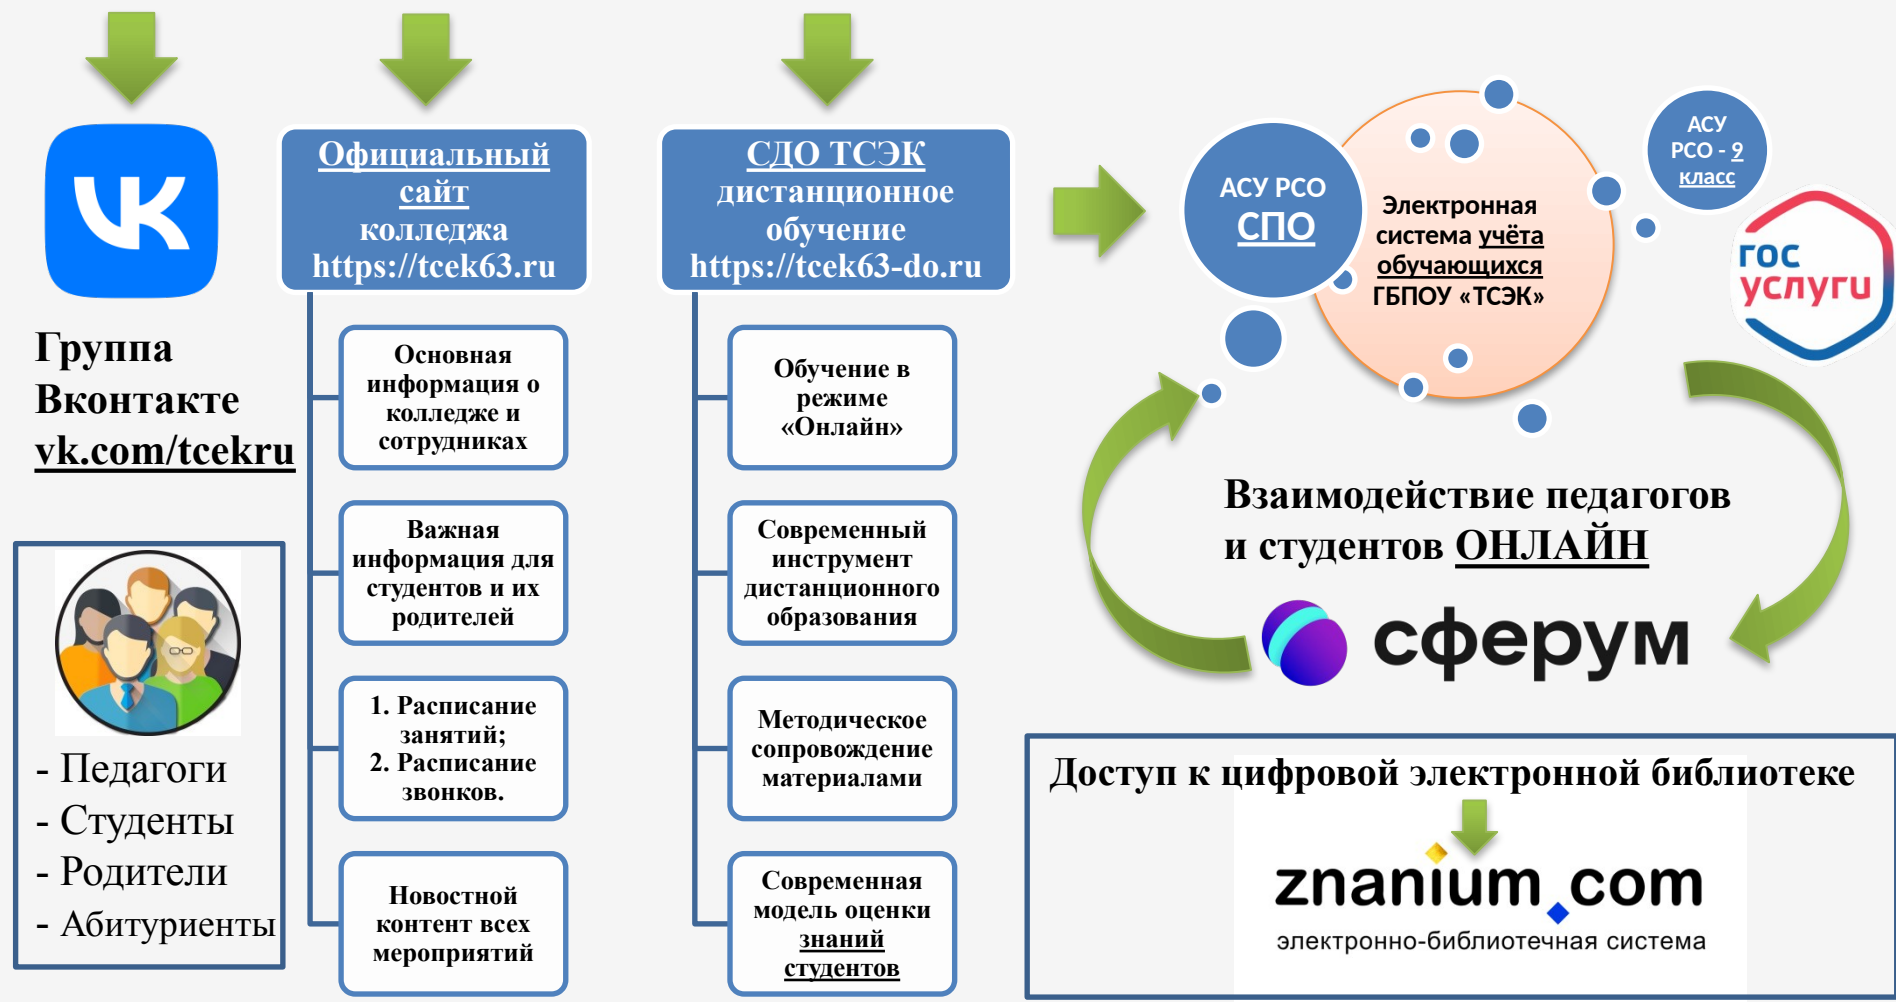 Группа
Вконтакте
vk.com/tcekru
- Педагоги
- Студенты
- Родители
- Абитуриенты
Официальный
сайт
колледжа
https://tcek63.ru
Основная
информация о
колледже и
сотрудниках
Важная
информация для
студентов и их
родителей
1. Расписание
занятий;
2. Расписание
звонков.
Новостной
контент всех
мероприятий
СДО ТСЭК
дистанционное
обучение
https://tcek63-do.ru
Обучение в
режиме
«Онлайн»
Современный
инструмент
дистанционного
образования
Методическое
сопровождение
материалами
Современная
модель оценки
знаний
студентов
АСУ РСО
СПО
Электронная
система учёта
обучающихся
ГБПОУ «ТСЭК»
АСУ
РСО - 9
класс
гос
услуги
Взаимодействие педагогов
и студентов ОНЛАЙН
сферум
Доступ к цифровой электронной библиотеке
znanium.com
электронно-библиотечная система